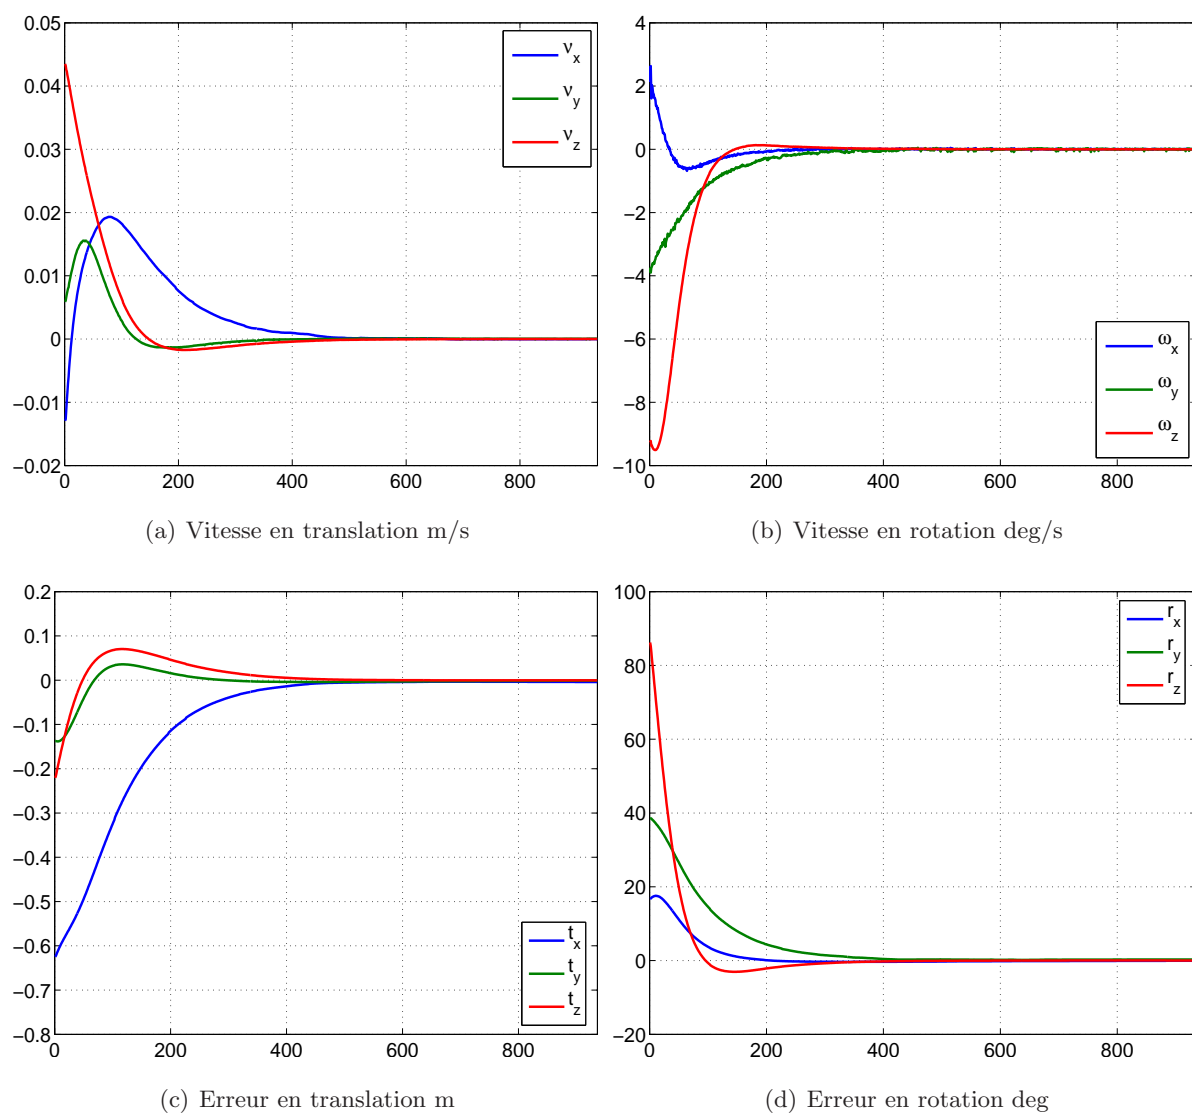 0.05
0.04
0.03
0.02
0.01
0
−0.01
−0.02
0 200 400 600 800
ν_x
ν_y
ν_z
(a) Vitesse en translation m/s
4
2
0
−2
−4
−6
−8
−10
0 200 400 600 800
ω_x
ω_y
ω_z
(b) Vitesse en rotation deg/s
0.2
0.1
0
−0.1
−0.2
−0.3
−0.4
−0.5
−0.6
−0.7
−0.8
0 200 400 600 800
t_x
t_y
t_z
(c) Erreur en translation m
100
80
60
40
20
0
−20
0 200 400 600 800
r_x
r_y
r_z
(d) Erreur en rotation deg